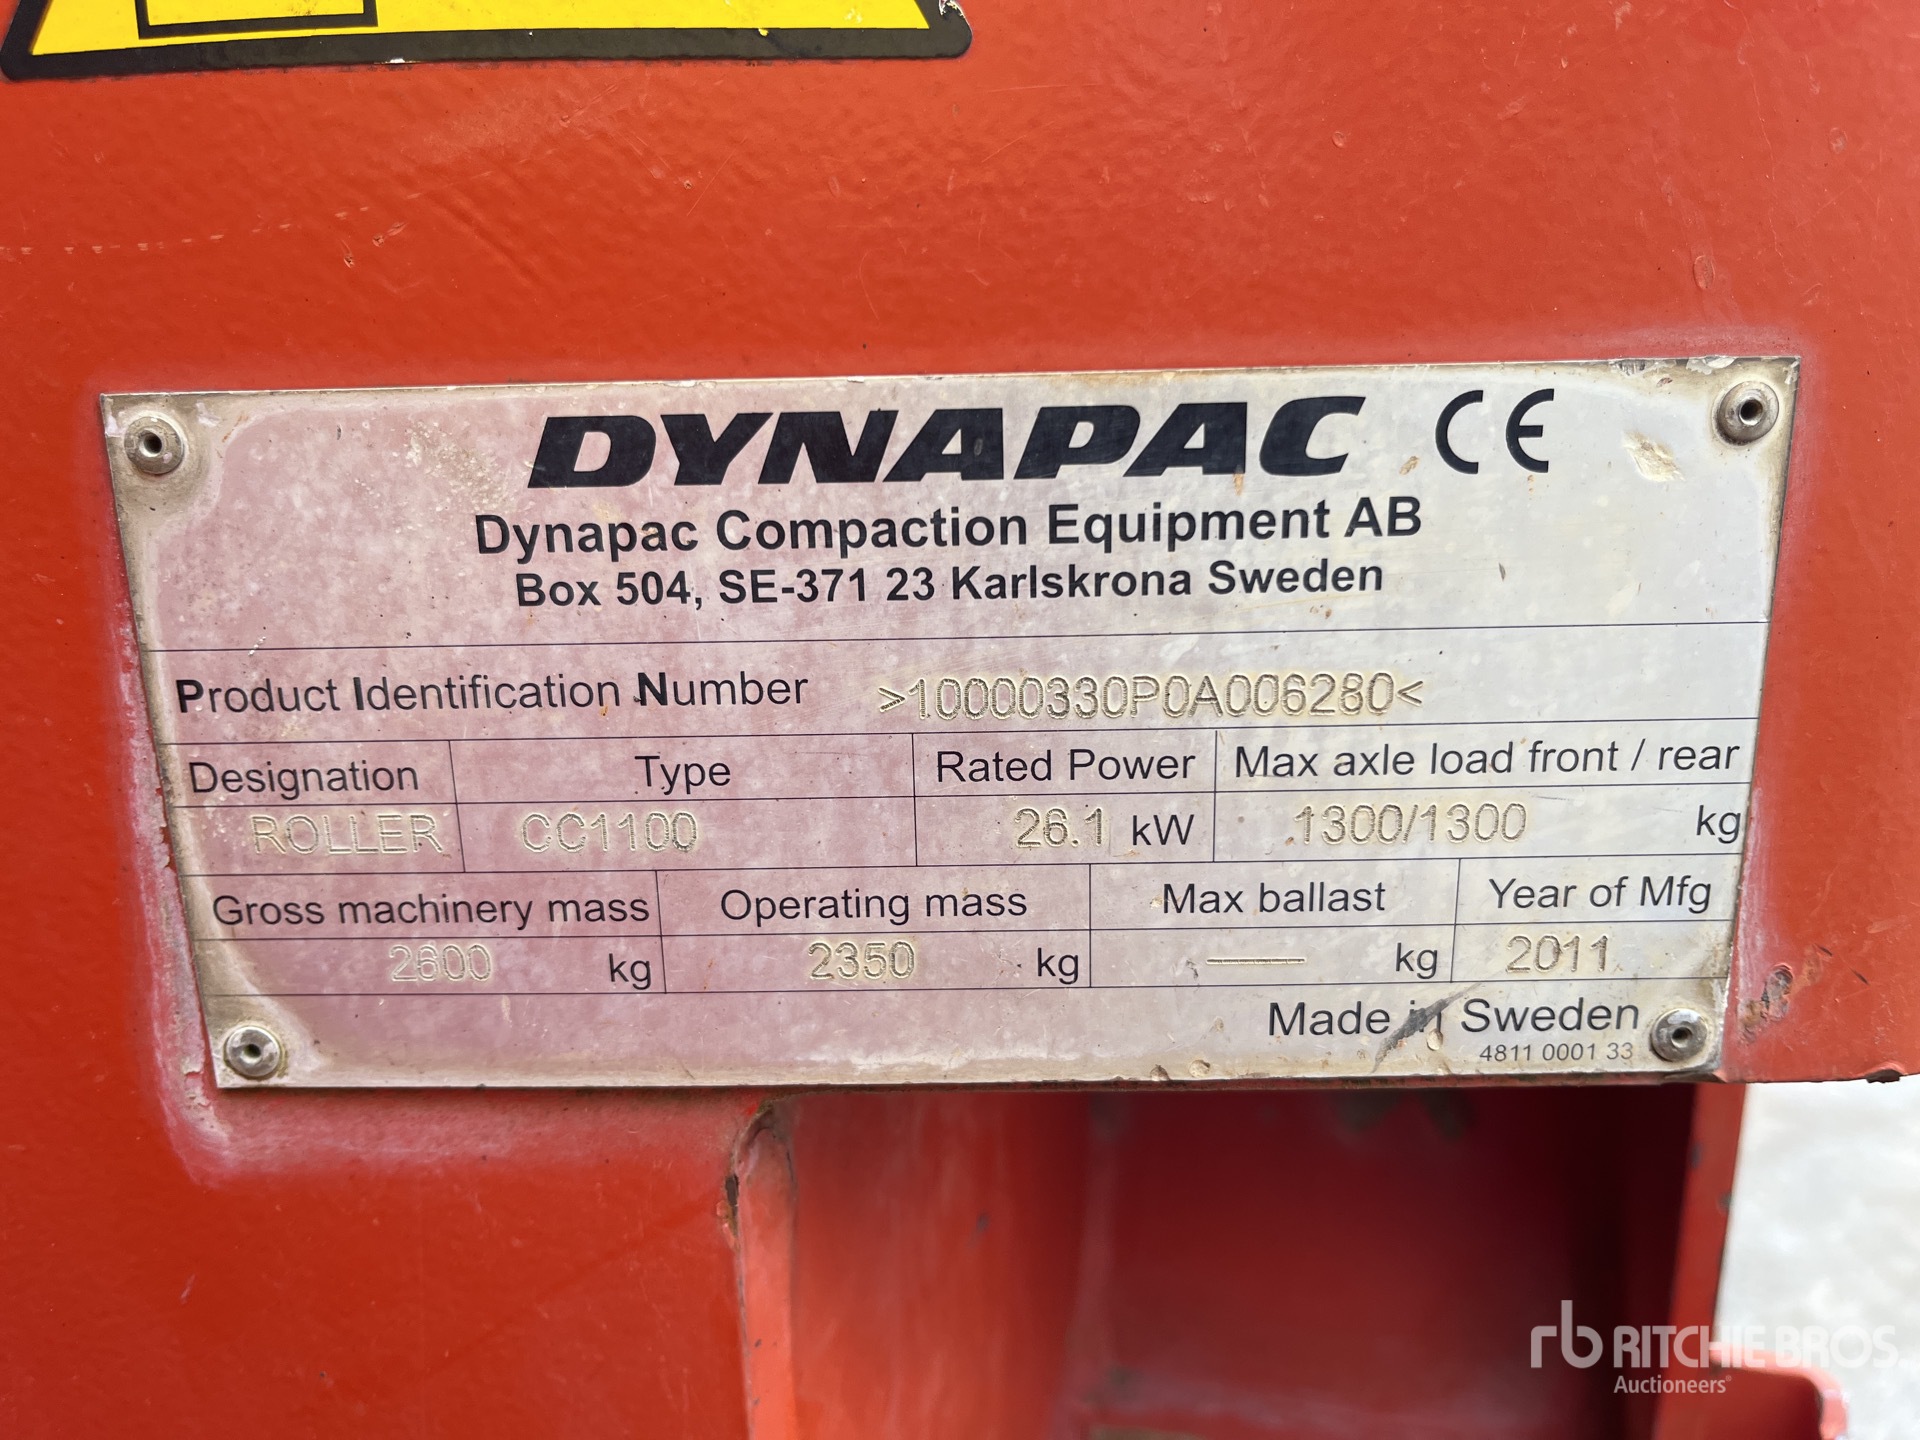 DYNAPAC CE
Dynapac Compaction Equipment AB
Box 504, SE-371 23 Karlskrona Sweden
Product Identification Number >10000330P0A006280<
Designation Type Rated Power Max axle load front / rear
ROLLER CC1100 26.1 kW 1300/1300 kg
Gross machinery mass Operating mass Max ballast Year of Mfg
2600 kg 2350 kg — kg 2011
Made in Sweden
4811 0001 33
rb RITCHIE BROS.
Auctioneers